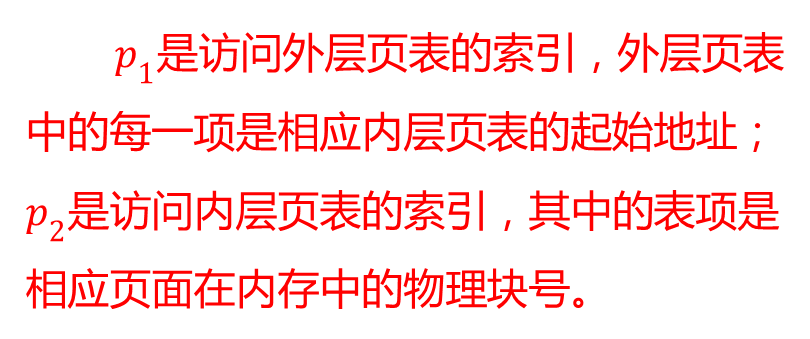 p₁是访问外层页表的索引，外层页表
中的每一项是相应内层页表的起始地址；
p₂是访问内层页表的索引，其中的表项是
相应页面在内存中的物理块号。